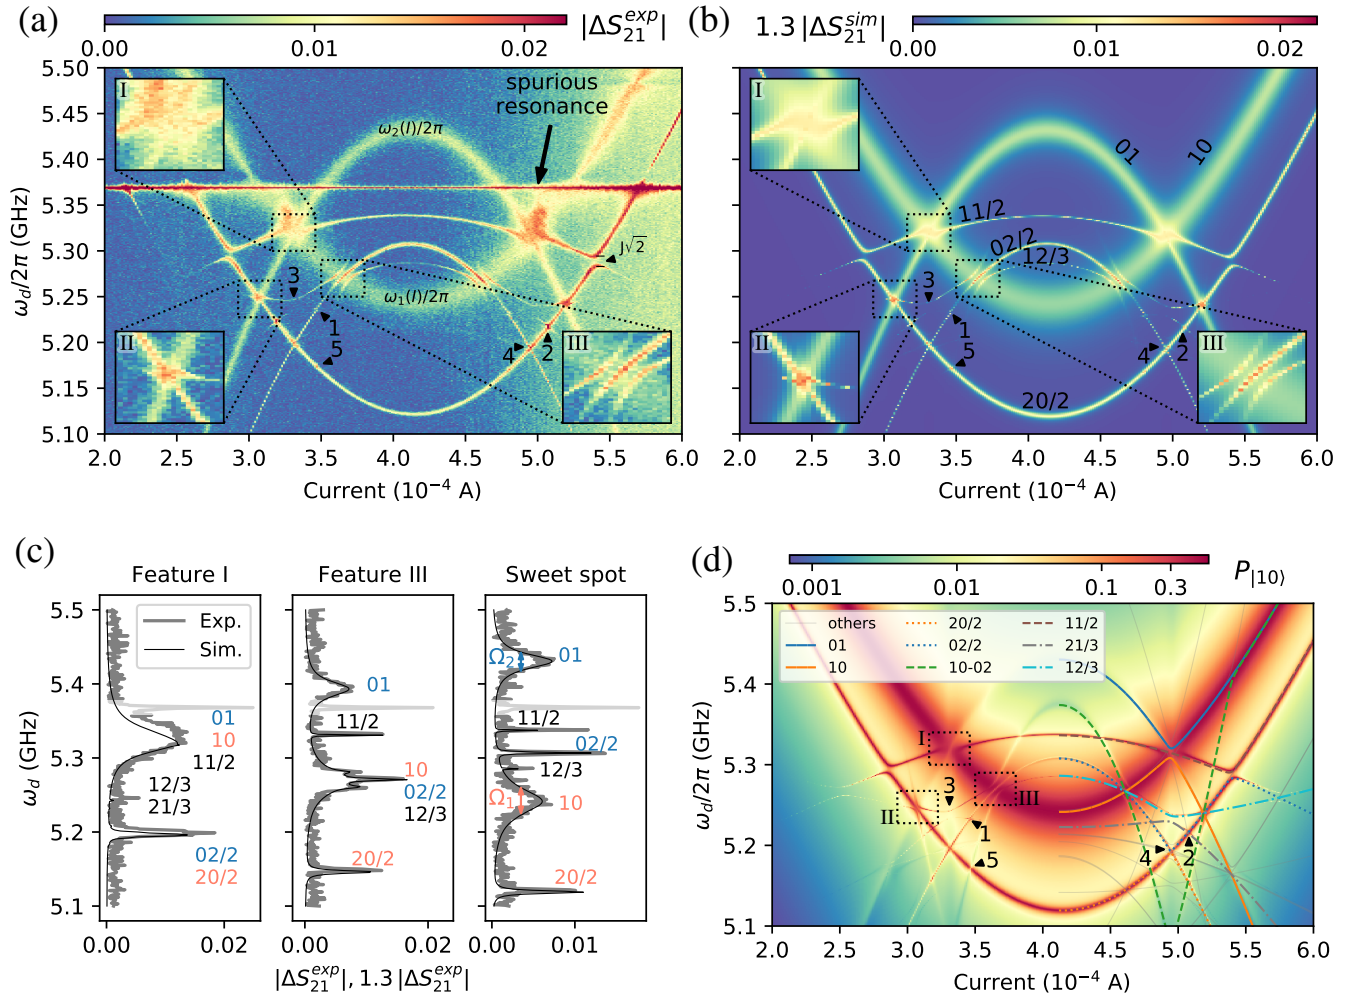 (a)
0.00 0.01 0.02
|ΔS₂₁^{exp}|
5.50
5.45
5.40
5.35
5.30
5.25
5.20
5.15
5.10
ω_d/2π (GHz)
I
ω₂(I)/2π
spurious
resonance
J√2
3
ω₁(I)/2π
1
5
4
2
II
III
2.0 2.5 3.0 3.5 4.0 4.5 5.0 5.5 6.0
Current (10⁻⁴ A)
(b)
1.3 |ΔS₂₁^{sim}|
0.00 0.01 0.02
I
01
10
11/2
02/2
12/3
3
1
5
4
2
20/2
II
III
2.0 2.5 3.0 3.5 4.0 4.5 5.0 5.5 6.0
Current (10⁻⁴ A)
(c)
Feature I
Feature III
Sweet spot
5.5
5.4
5.3
5.2
5.1
ω_d (GHz)
Exp.
Sim.
01
10
11/2
12/3
21/3
02/2
20/2
0.00 0.02
01
11/2
10
02/2
12/3
20/2
0.00 0.02
Ω₂
01
11/2
02/2
12/3
Ω₁
10
20/2
0.00 0.01
|ΔS₂₁^{exp}|, 1.3 |ΔS₂₁^{exp}|
(d)
0.001 0.01 0.1 0.3
P_{|10⟩}
5.5
5.4
5.3
5.2
5.1
ω_d/2π (GHz)
others 20/2 11/2
01 02/2 21/3
10 10-02 12/3
I
II
3
III
1
5
4
2
2.0 2.5 3.0 3.5 4.0 4.5 5.0 5.5 6.0
Current (10⁻⁴ A)